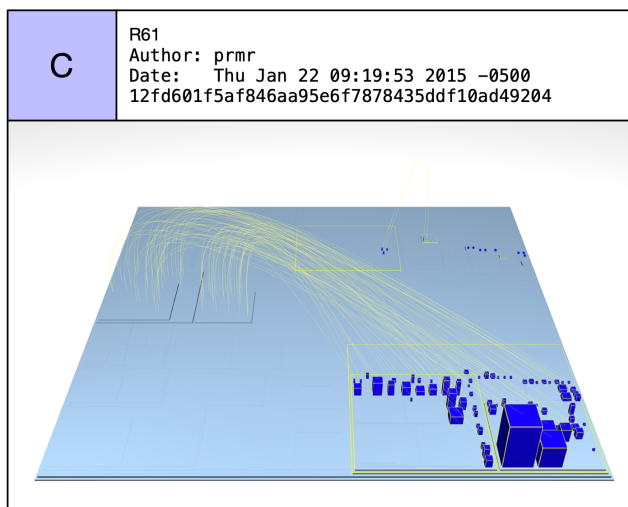 C
R61
Author: prmr
Date:   Thu Jan 22 09:19:53 2015 -0500
12fd601f5af846aa95e6f7878435ddf10ad49204